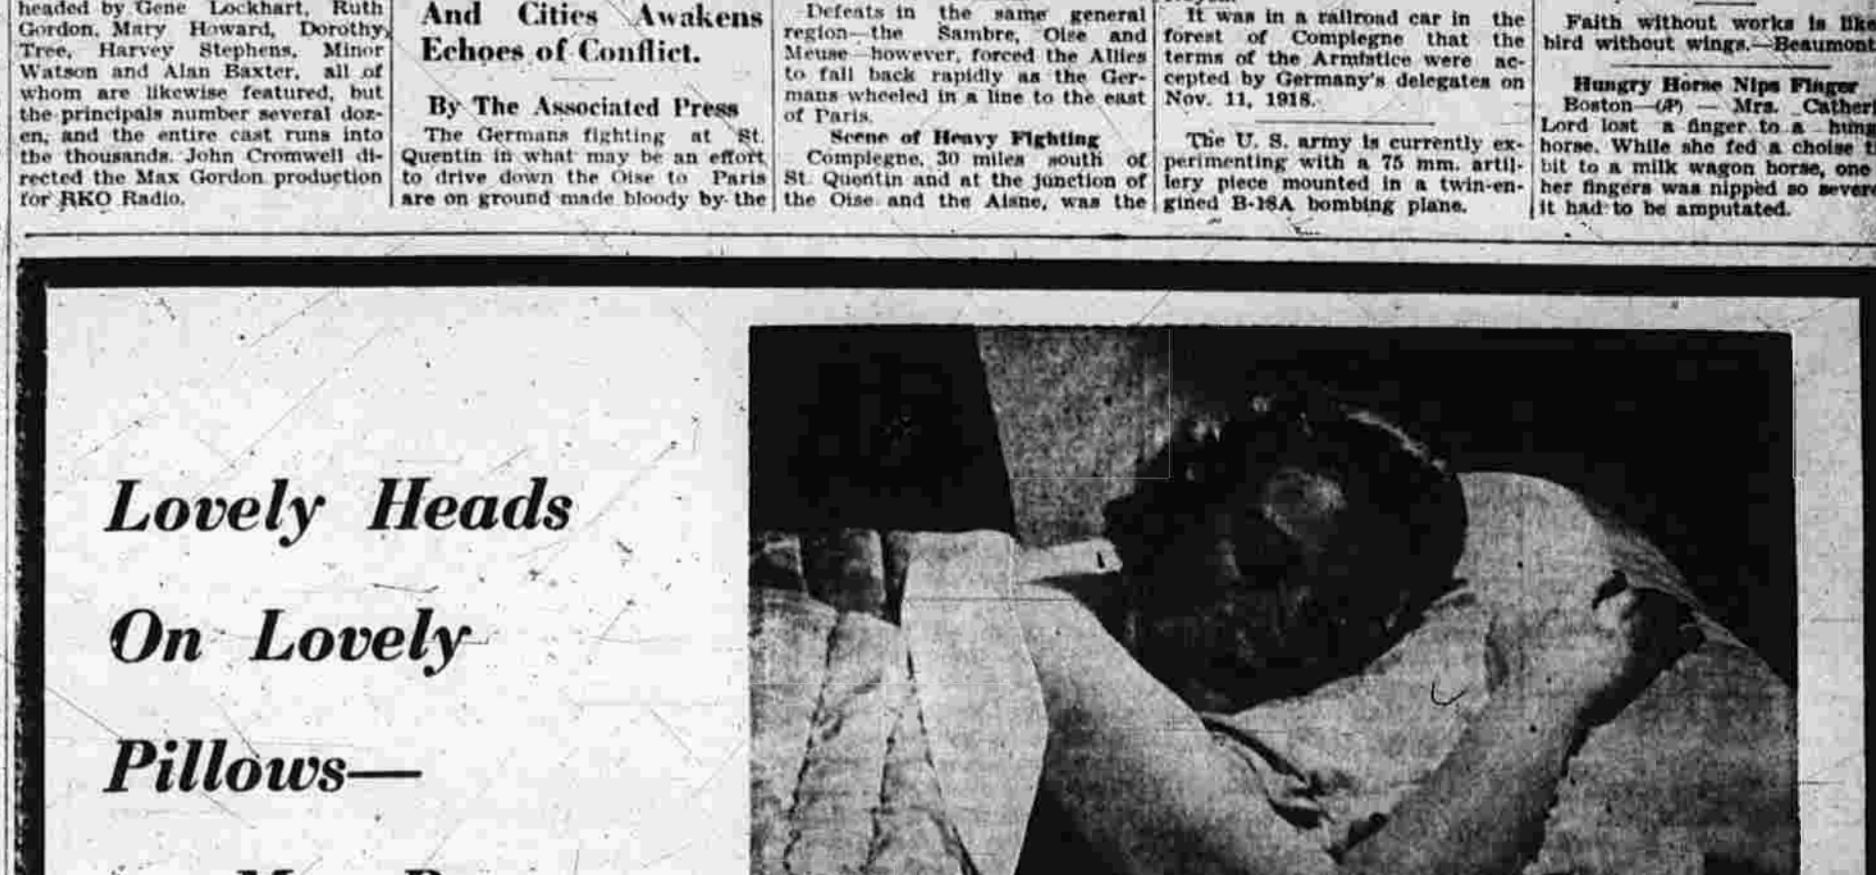 headed by Gene Lockhart, Ruth
Gordon, Mary Howard, Dorothy
Tree, Harvey Stephens, Minor
Watson and Alan Baxter, all of
whom are likewise featured, but
the principals number several doz-
en, and the entire cast runs into
the thousands. John Cromwell di-
rected the Max Gordon production
for RKO Radio.
And Cities Awakens
Echoes of Conflict.
By The Associated Press
The Germans fighting at St.
Quentin in what may be an effort
to drive down the Oise to Paris
are on ground made bloody by the
Defeats in the same general
region—the Sambre, Oise and
Meuse—however, forced the Allies
to fall back rapidly as the Ger-
mans wheeled in a line to the east
of Paris.
Scene of Heavy Fighting
Complegne, 30 miles south of
St. Quentin and at the junction of
the Oise and the Aisne, was the
It was in a railroad car in the
forest of Complegne that the
terms of the Armistice were ac-
cepted by Germany's delegates on
Nov. 11, 1918.
The U. S. army is currently ex-
perimenting with a 75 mm. artil-
lery piece mounted in a twin-en-
gined B-18A bombing plane.
Faith without works is like
bird without wings.—Beaumont
Hungry Horse Nips Finger
Boston—(AP) — Mrs. Cather
Lord lost a finger to a hung
horse. While she fed a choise ti
bit to a milk wagon horse, one
her fingers was nipped so sever
it had to be amputated.
Lovely Heads
On Lovely
Pillows—